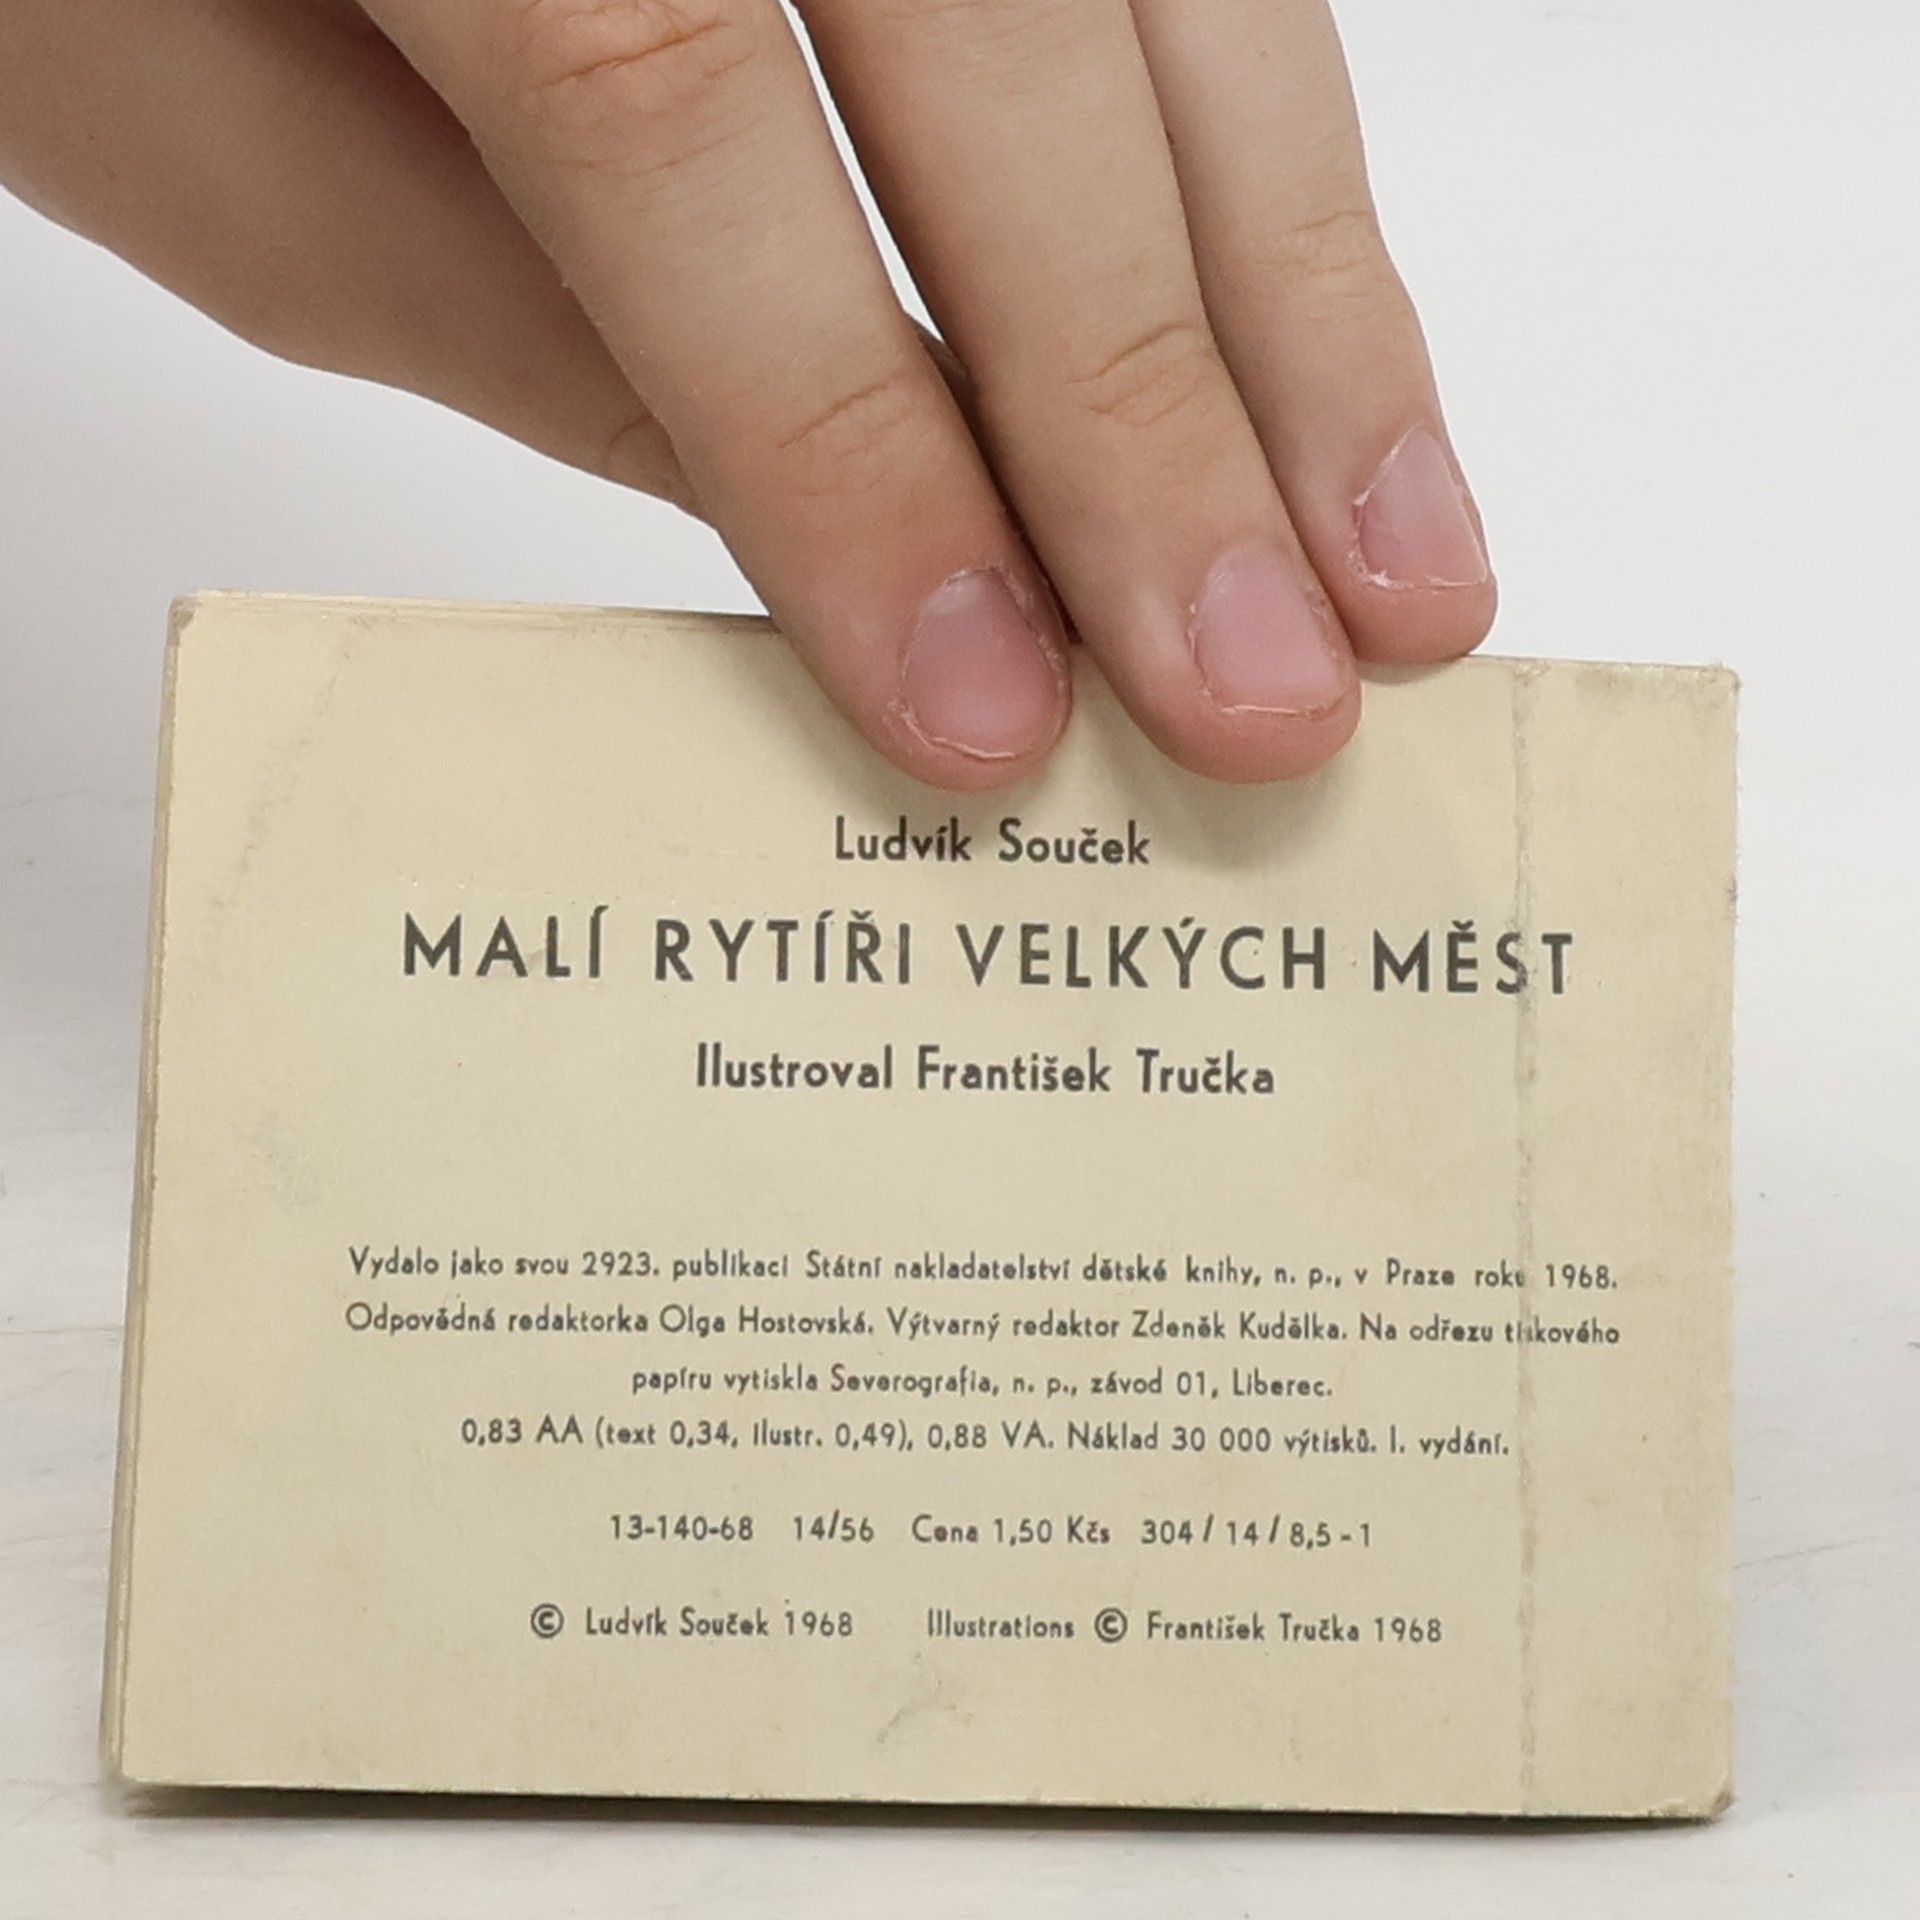 Ludvík Souček
MALÍ RYTÍŘI VELKÝCH MĚST
Ilustroval František Tručka
Vydalo jako svou 2923. publikaci Státní nakladatelství dětské knihy, n. p., v Praze roku 1968.
Odpovědná redaktorka Olga Hostovská. Výtvarný redaktor Zdeněk Kudělka. Na odřezu tiskového
papíru vytiskla Severografia, n. p., závod 01, Liberec.
0,83 AA (text 0,34, ilustr. 0,49), 0,88 VA. Náklad 30 000 výtisků. I. vydání.
13-140-68 14/56 Cena 1,50 Kčs 304 / 14 / 8,5 - 1
© Ludvík Souček 1968 Illustrations © František Tručka 1968